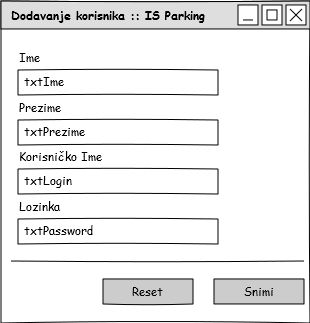 Dodavanje korisnika :: IS Parking
Ime
txtIme
Prezime
txtPrezime
Korisničko Ime
txtLogin
Lozinka
txtPassword
Reset Snimi